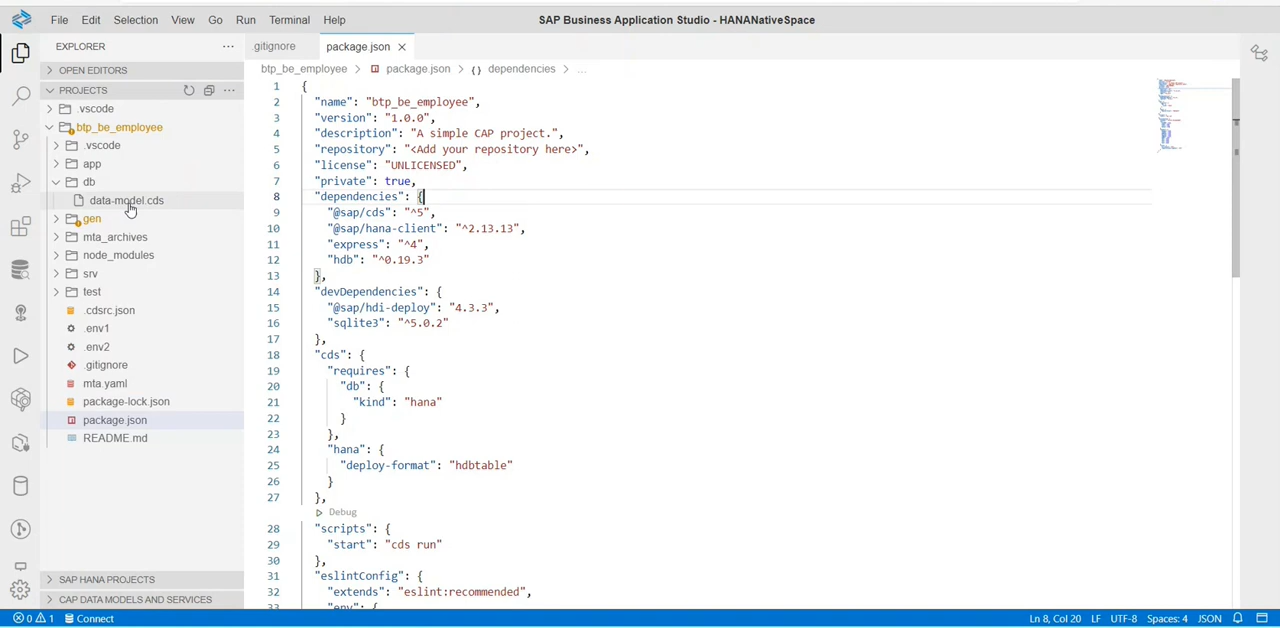 File Edit Selection View Go Run Terminal Help SAP Business Application Studio - HANANativeSpace
EXPLORER
OPEN EDITORS
PROJECTS
.vscode
btp_be_employee
.vscode
app
db
data-model.cds
gen
mta_archives
node_modules
srv
test
.cdsrc.json
.env1
.env2
.gitignore
mta.yaml
package-lock.json
package.json
README.md
SAP HANA PROJECTS
CAP DATA MODELS AND SERVICES
.gitignore package.json
btp_be_employee > package.json > {} dependencies > ...
1 {
2 "name": "btp_be_employee",
3 "version": "1.0.0",
4 "description": "A simple CAP project.",
5 "repository": "<Add your repository here>",
6 "license": "UNLICENSED",
7 "private": true,
8 "dependencies": {
9 "@sap/cds": "^5",
10 "@sap/hana-client": "^2.13.13",
11 "express": "^4",
12 "hdb": "^0.19.3"
13 },
14 "devDependencies": {
15 "@sap/hdi-deploy": "4.3.3",
16 "sqlite3": "^5.0.2"
17 },
18 "cds": {
19 "requires": {
20 "db": {
21 "kind": "hana"
22 }
23 },
24 "hana": {
25 "deploy-format": "hdbtable"
26 }
27 },
Debug
28 "scripts": {
29 "start": "cds run"
30 },
31 "eslintConfig": {
32 "extends": "eslint:recommended",
33 "env": {
0 1 Connect Ln 8, Col 20 LF UTF-8 Spaces: 4 JSON